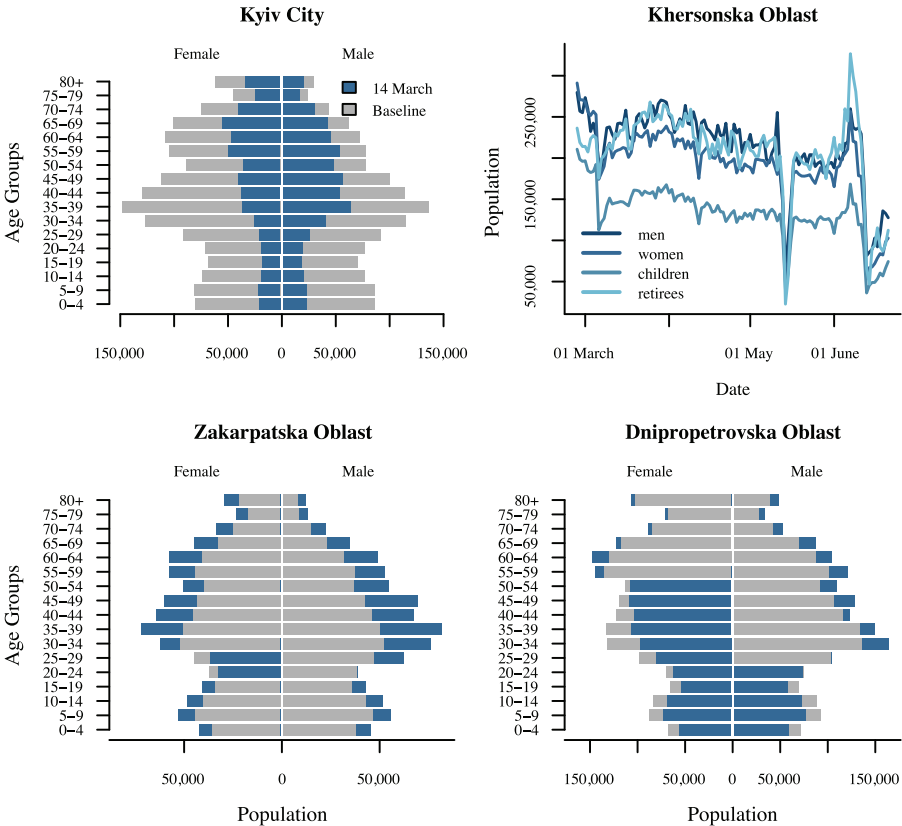 Kyiv City
Female Male
14 March
Baseline
Age Groups
80+
75−79
70−74
65−69
60−64
55−59
50−54
45−49
40−44
35−39
30−34
25−29
20−24
15−19
10−14
5−9
0−4
150,000 50,000 0 50,000 150,000
Khersonska Oblast
Population
250,000
150,000
50,000
men
women
children
retirees
01 March 01 May 01 June
Date
Zakarpatska Oblast
Female Male
Age Groups
80+
75−79
70−74
65−69
60−64
55−59
50−54
45−49
40−44
35−39
30−34
25−29
20−24
15−19
10−14
5−9
0−4
50,000 0 50,000
Population
Dnipropetrovska Oblast
Female Male
80+
75−79
70−74
65−69
60−64
55−59
50−54
45−49
40−44
35−39
30−34
25−29
20−24
15−19
10−14
5−9
0−4
150,000 50,000 0 50,000 150,000
Population